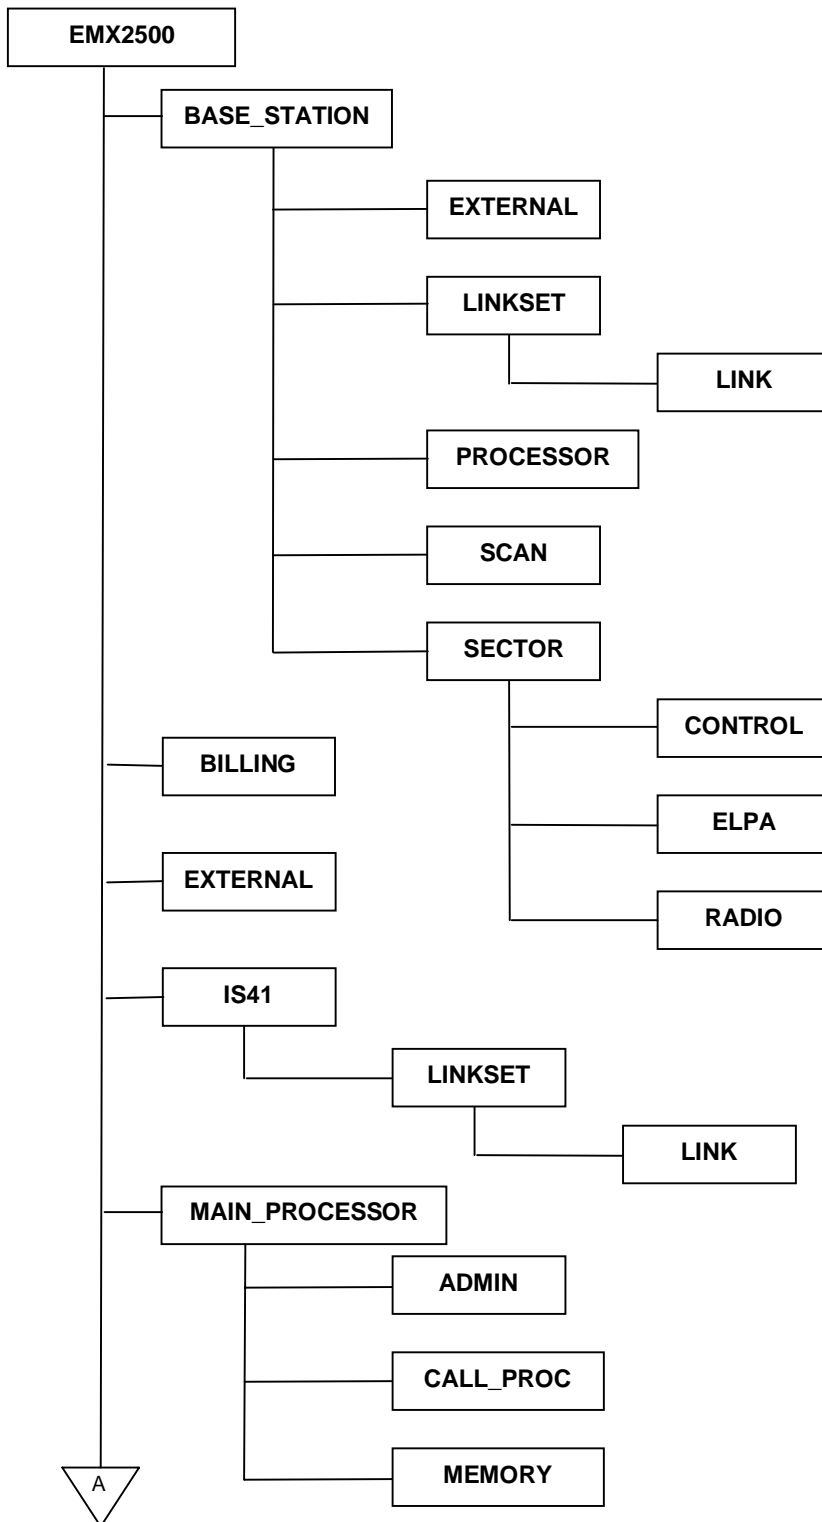 EMX2500
BASE_STATION
EXTERNAL
LINKSET
LINK
PROCESSOR
SCAN
SECTOR
CONTROL
BILLING
ELPA
EXTERNAL
RADIO
IS41
LINKSET
LINK
MAIN_PROCESSOR
ADMIN
CALL_PROC
MEMORY
A